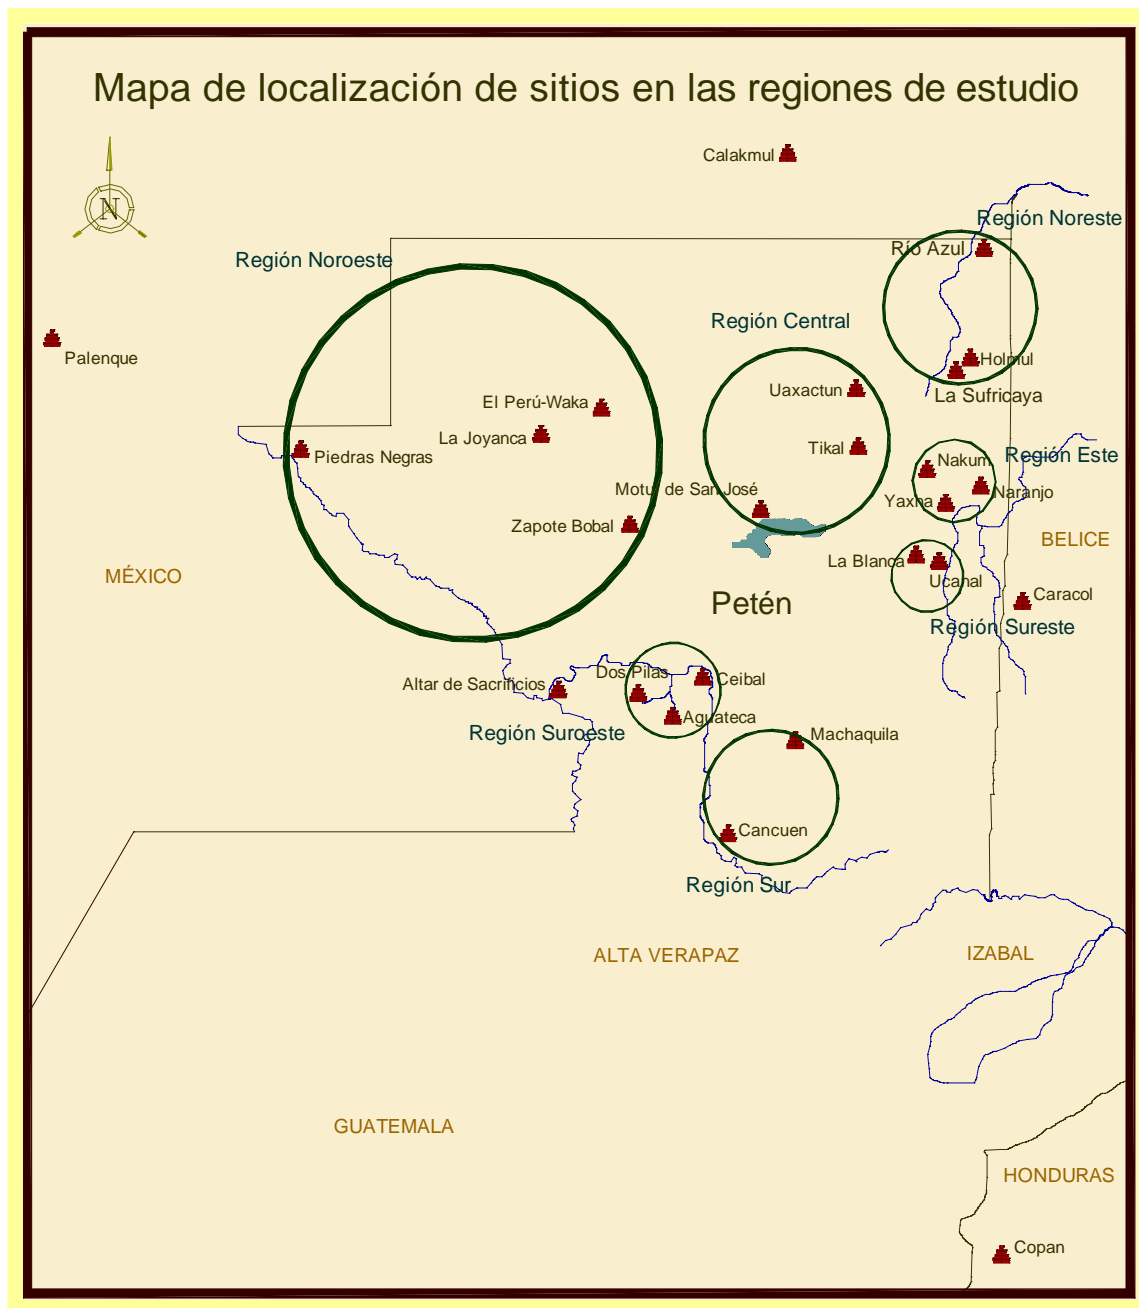 Mapa de localización de sitios en las regiones de estudio
Calakmul
N
Región Noreste
Río Azul
Región Noroeste
Región Central
Palenque
Holmul
Uaxactun
La Sufricaya
El Perú-Waka
La Joyanca
Tikal
Piedras Negras
Región Este
Nakum
Motul de San José
Naranjo
Yaxha
Zapote Bobal
BELICE
La Blanca
MÉXICO
Ucanal
Caracol
Petén
Región Sureste
Dos Pilas
Ceibal
Altar de Sacrificios
Aguateca
Región Suroeste
Machaquila
Cancuen
Región Sur
ALTA VERAPAZ
IZABAL
GUATEMALA
HONDURAS
Copan